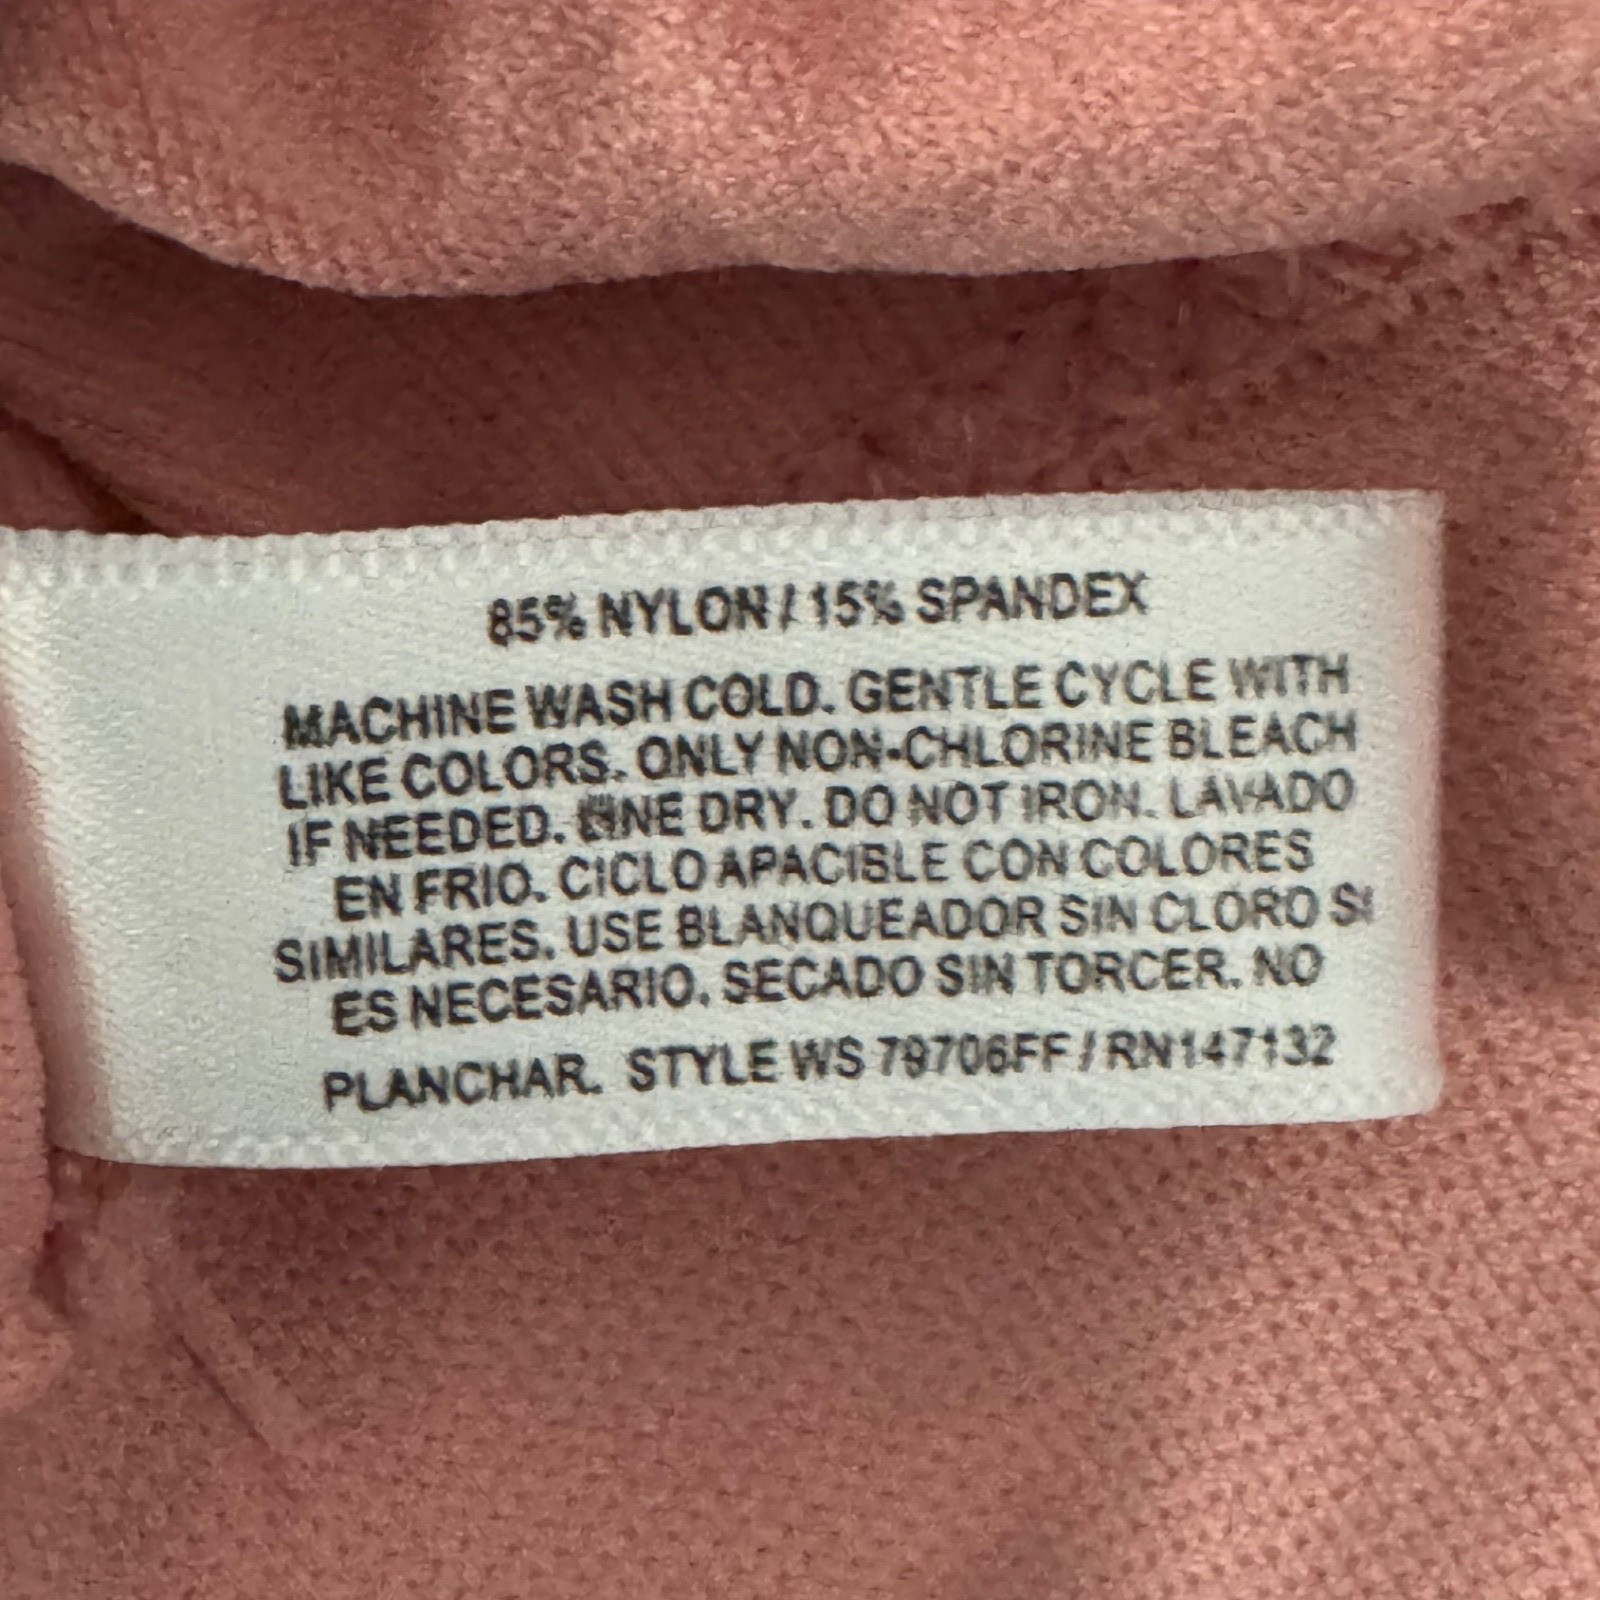 85% NYLON / 15% SPANDEX
MACHINE WASH COLD. GENTLE CYCLE WITH
LIKE COLORS. ONLY NON-CHLORINE BLEACH
IF NEEDED. LINE DRY. DO NOT IRON. LAVADO
EN FRIO. CICLO APACIBLE CON COLORES
SIMILARES. USE BLANQUEADOR SIN CLORO SI
ES NECESARIO. SECADO SIN TORCER. NO
PLANCHAR. STYLE WS 79706FF / RN147132